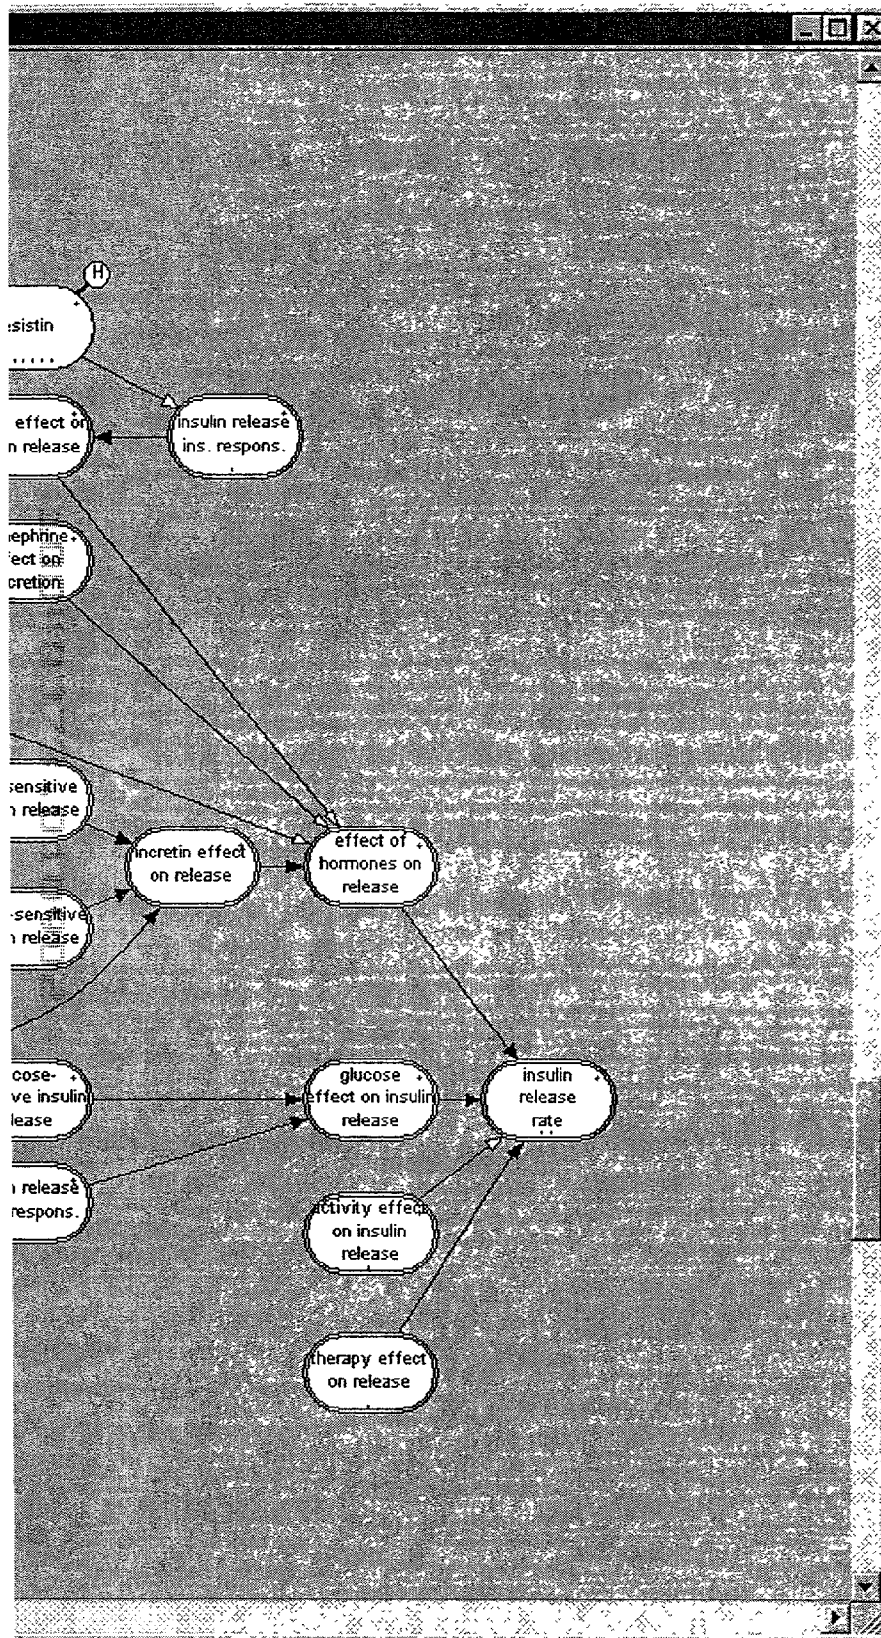 H
esistin
effect on
n release
insulin release
ins. respons.
ephrine
fect on
cretion
sensitive
n release
incretin effect
on release
effect of
hormones on
release
-sensitive
n release
cose-
ive insulin
lease
glucose
effect on insulin
release
insulin
release
rate
n release
respons.
activity effect
on insulin
release
therapy effect
on release